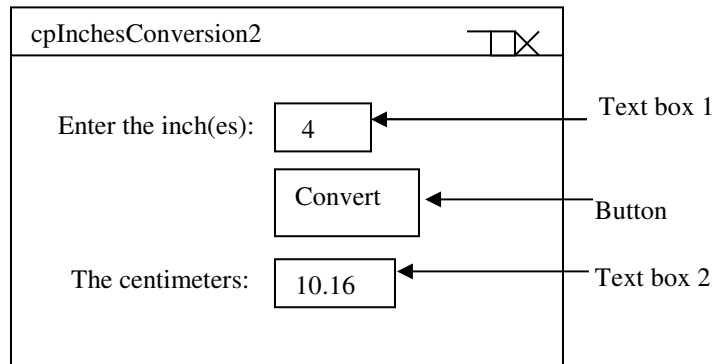 cpInchesConversion2
Enter the inch(es): 4 Text box 1
Convert
Button
The centimeters: 10.16 Text box 2